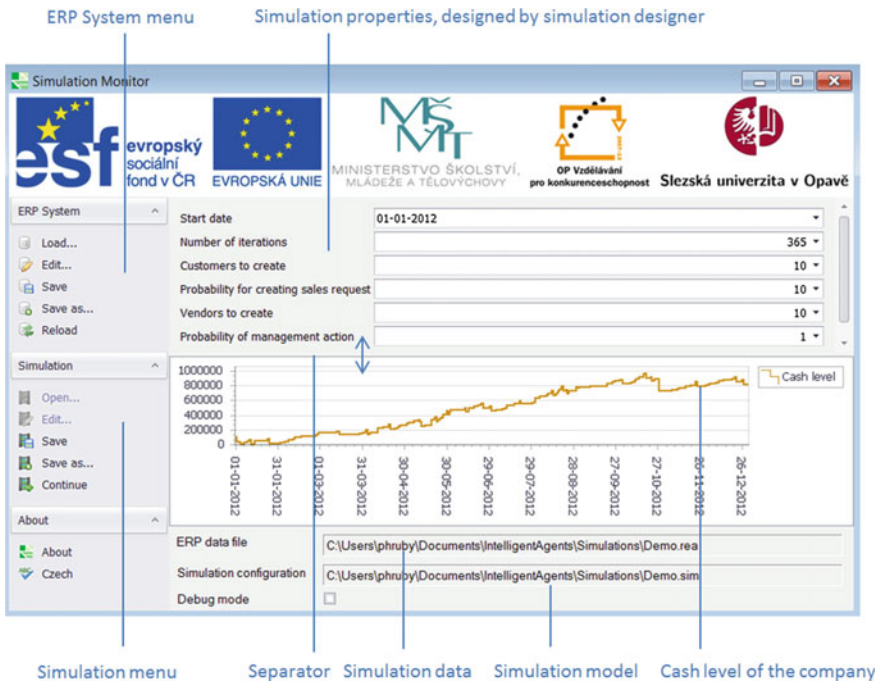 ERP System menu
Simulation properties, designed by simulation designer
Simulation Monitor
esf evropský
sociální
fond v ČR
EVROPSKÁ UNIE
MŠ
MT
MINISTERSTVO ŠKOLSTVÍ,
MLÁDEŽE A TĚLOVÝCHOVY
2007-13
OP Vzdělávání
pro konkurenceschopnost
Slezská univerzita v Opavě
ERP System
Load...
Edit...
Save
Save as...
Reload
Start date 01-01-2012
Number of iterations 365
Customers to create 10
Probability for creating sales request 10
Vendors to create 10
Probability of management action 1
Simulation
Open...
Edit...
Save
Save as...
Continue
About
About
Czech
1000000
800000
600000
400000
200000
0
01-01-2012
31-01-2012
01-03-2012
31-03-2012
30-04-2012
30-05-2012
29-06-2012
29-07-2012
28-08-2012
27-09-2012
27-10-2012
26-11-2012
26-12-2012
Cash level
ERP data file C:\Users\phruby\Documents\IntelligentAgents\Simulations\Demo.rea
Simulation configuration C:\Users\phruby\Documents\IntelligentAgents\Simulations\Demo.sim
Debug mode
Simulation menu
Separator
Simulation data
Simulation model
Cash level of the company